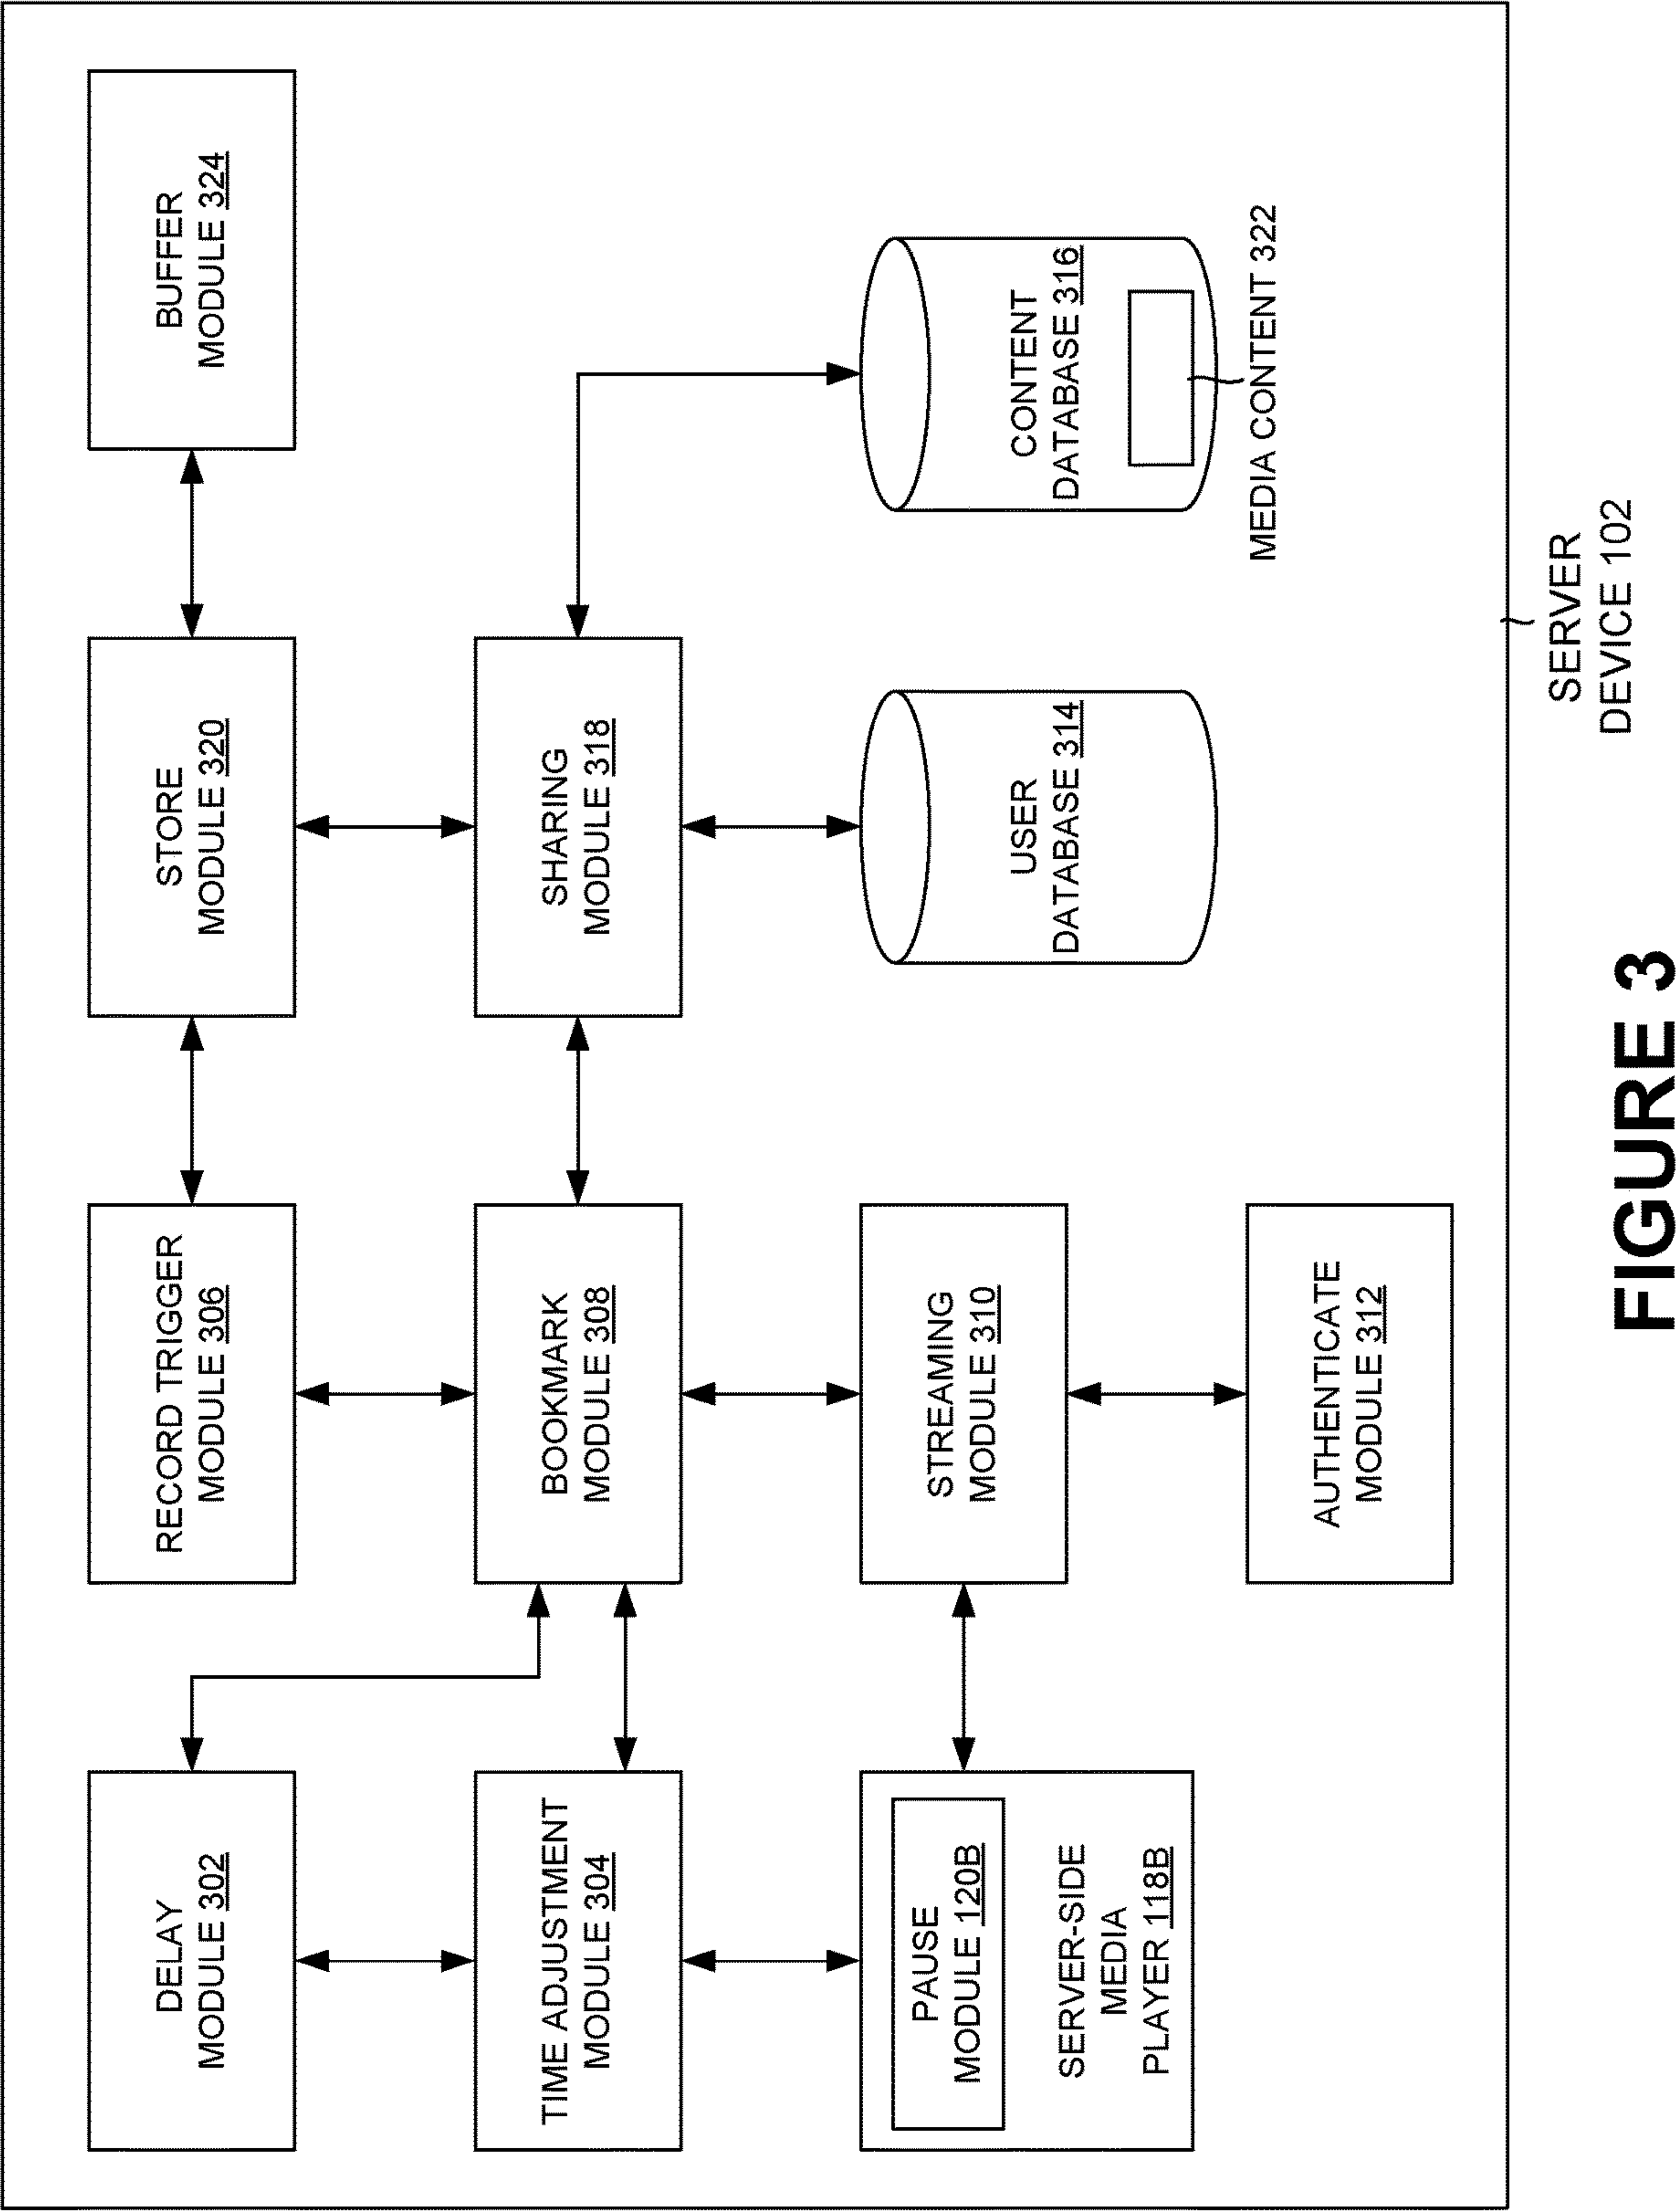 DELAY
MODULE 302
RECORD TRIGGER
MODULE 306
STORE
MODULE 320
BUFFER
MODULE 324
TIME ADJUSTMENT
MODULE 304
BOOKMARK
MODULE 308
SHARING
MODULE 318
PAUSE
MODULE 120B
SERVER-SIDE
MEDIA
PLAYER 118B
STREAMING
MODULE 310
USER
DATABASE 314
CONTENT
DATABASE 316
MEDIA CONTENT 322
AUTHENTICATE
MODULE 312
SERVER
DEVICE 102
FIGURE 3